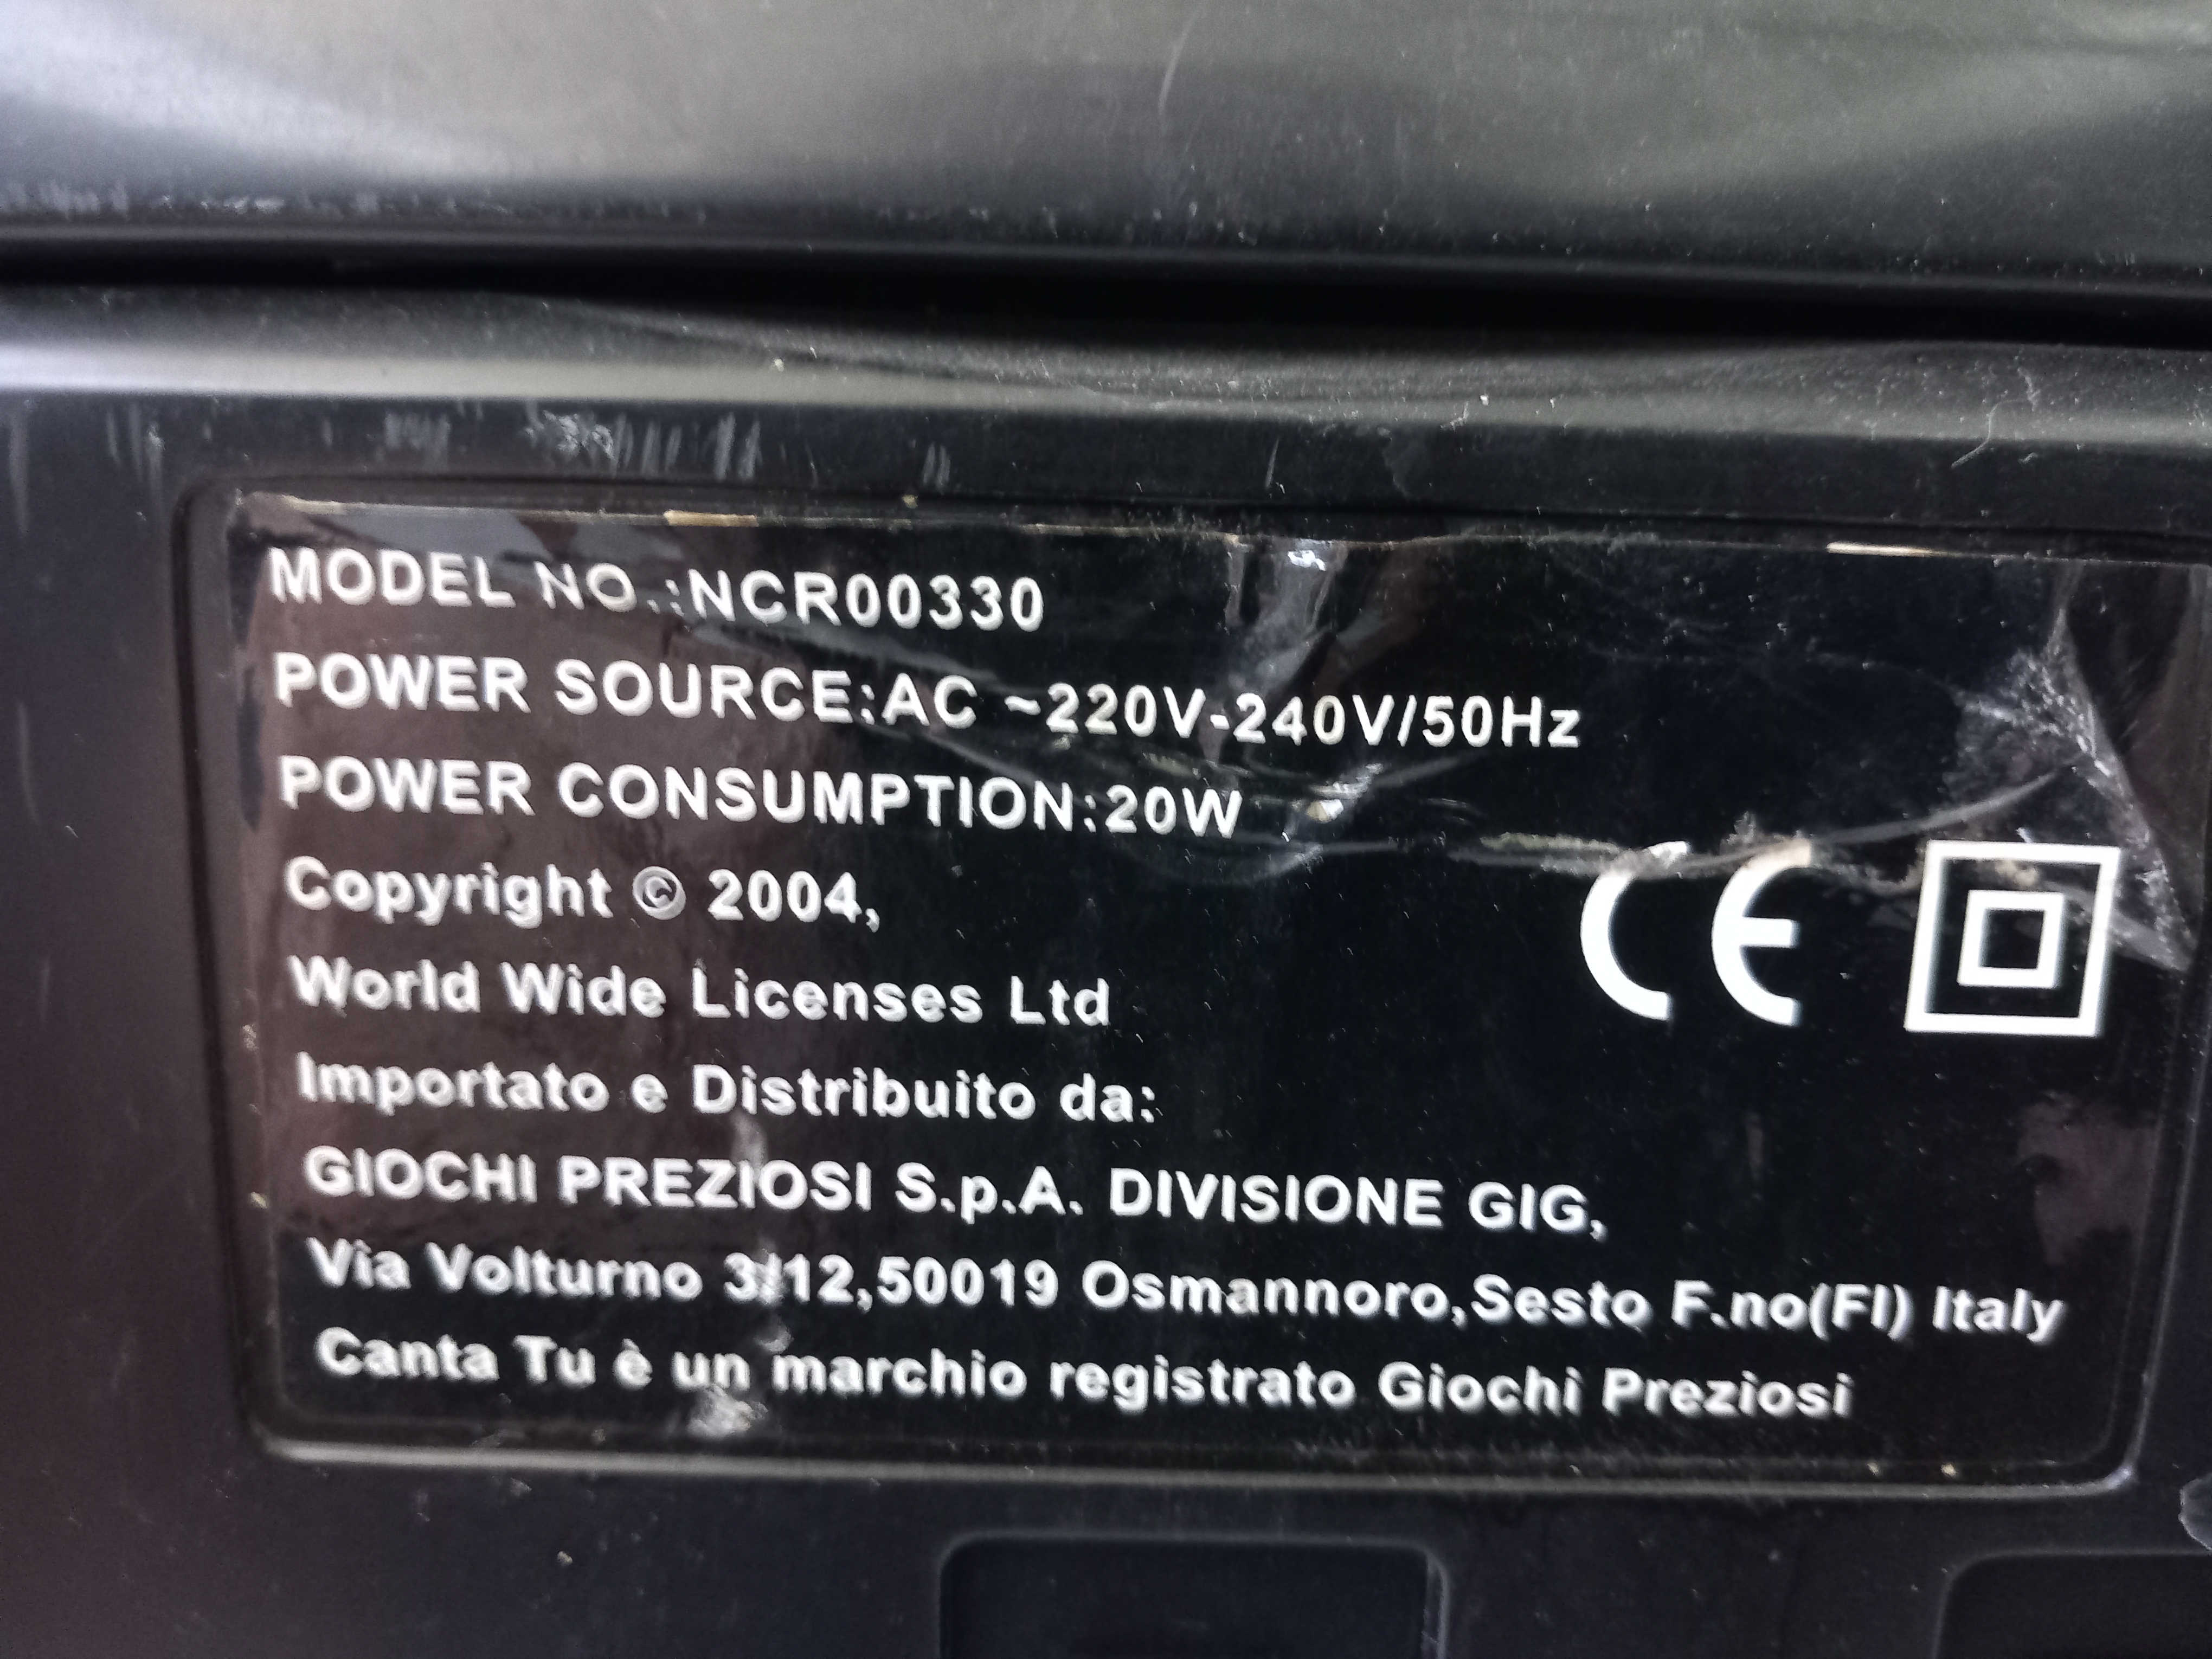 MODEL NO.:NCR00330
POWER SOURCE:AC ~220V-240V/50Hz
POWER CONSUMPTION:20W
Copyright © 2004,
World Wide Licenses Ltd
CE
Importato e Distribuito da:
GIOCHI PREZIOSI S.p.A. DIVISIONE GIG,
Via Volturno 3/12,50019 Osmannoro,Sesto F.no(FI) Italy
Canta Tu è un marchio registrato Giochi Preziosi